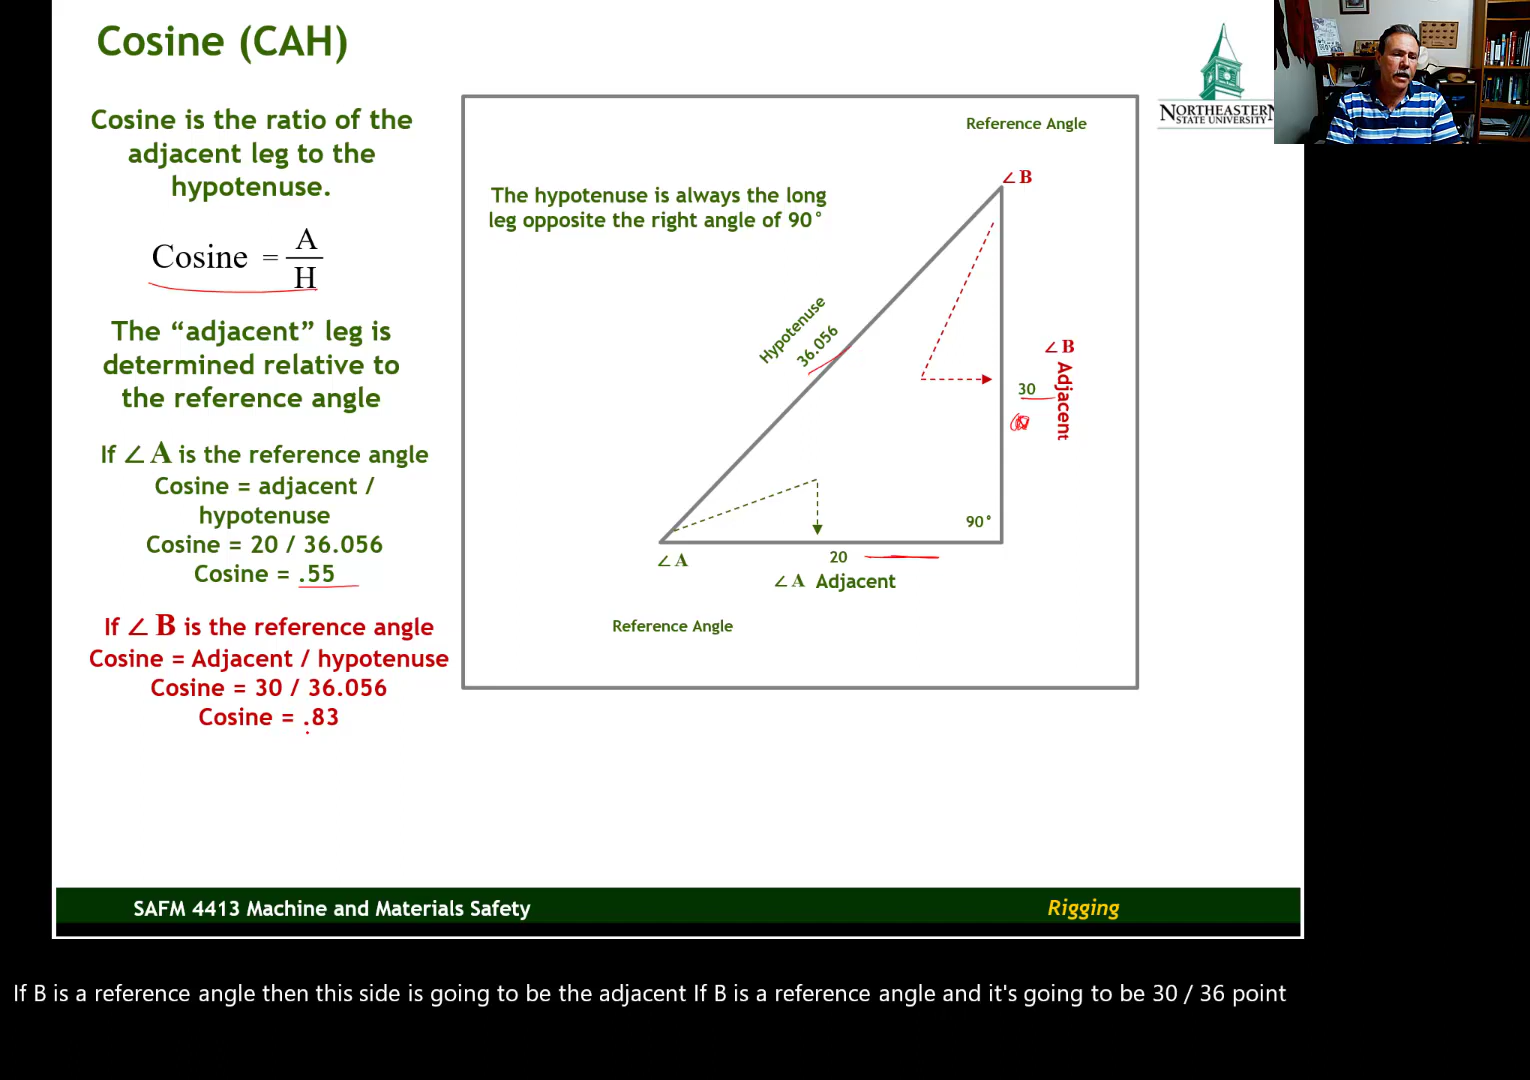 Cosine (CAH)
Cosine is the ratio of the
adjacent leg to the
hypotenuse.
Cosine = A
H
The “adjacent” leg is
determined relative to
the reference angle
If ∠ A is the reference angle
Cosine = adjacent /
hypotenuse
Cosine = 20 / 36.056
Cosine = .55
If ∠ B is the reference angle
Cosine = Adjacent / hypotenuse
Cosine = 30 / 36.056
Cosine = .83
Reference Angle
∠ B
The hypotenuse is always the long
leg opposite the right angle of 90°
Hypotenuse
36.056
∠ B
Adjacent
30
90°
∠ A
20
∠ A Adjacent
Reference Angle
NORTHEASTERN
STATE UNIVERSITY
SAFM 4413 Machine and Materials Safety
Rigging
If B is a reference angle then this side is going to be the adjacent If B is a reference angle and it's going to be 30 / 36 point